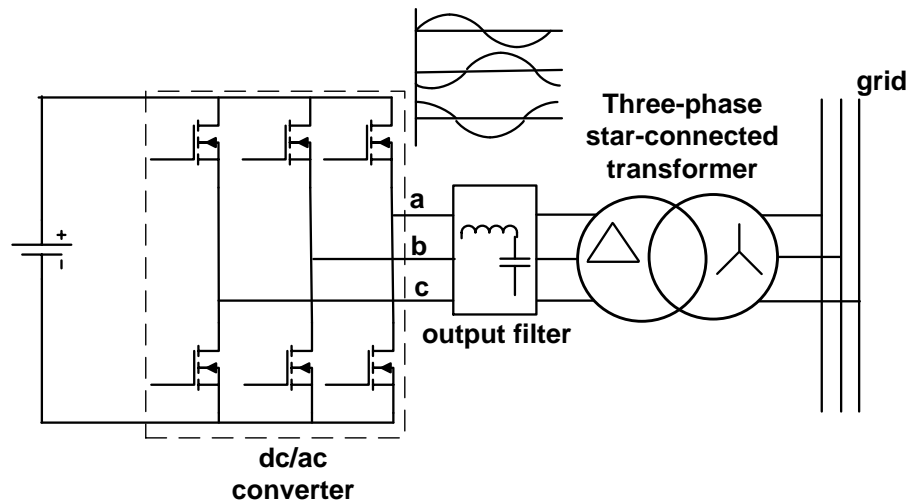 grid
Three-phase
star-connected
transformer
a
b
c
+
output filter
dc/ac
converter